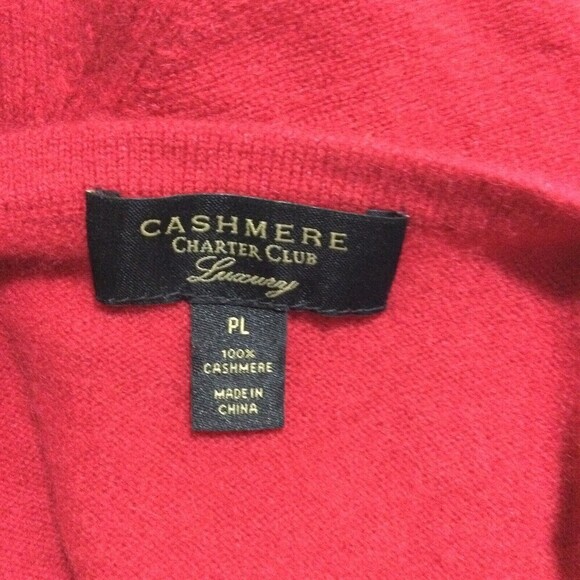 CASHMERE
CHARTER CLUB
Luxury
PL
100%
CASHMERE
MADE IN
CHINA